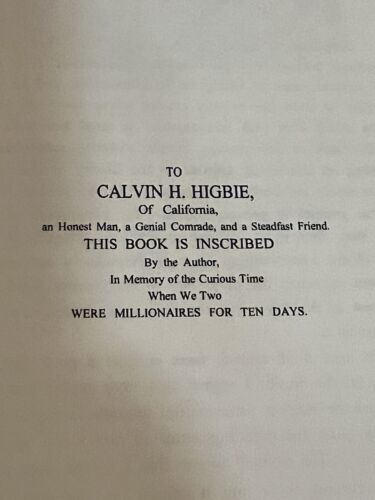 TO
CALVIN H. HIGBIE,
Of California,
an Honest Man, a Genial Comrade, and a Steadfast Friend.
THIS BOOK IS INSCRIBED
By the Author,
In Memory of the Curious Time
When We Two
WERE MILLIONAIRES FOR TEN DAYS.